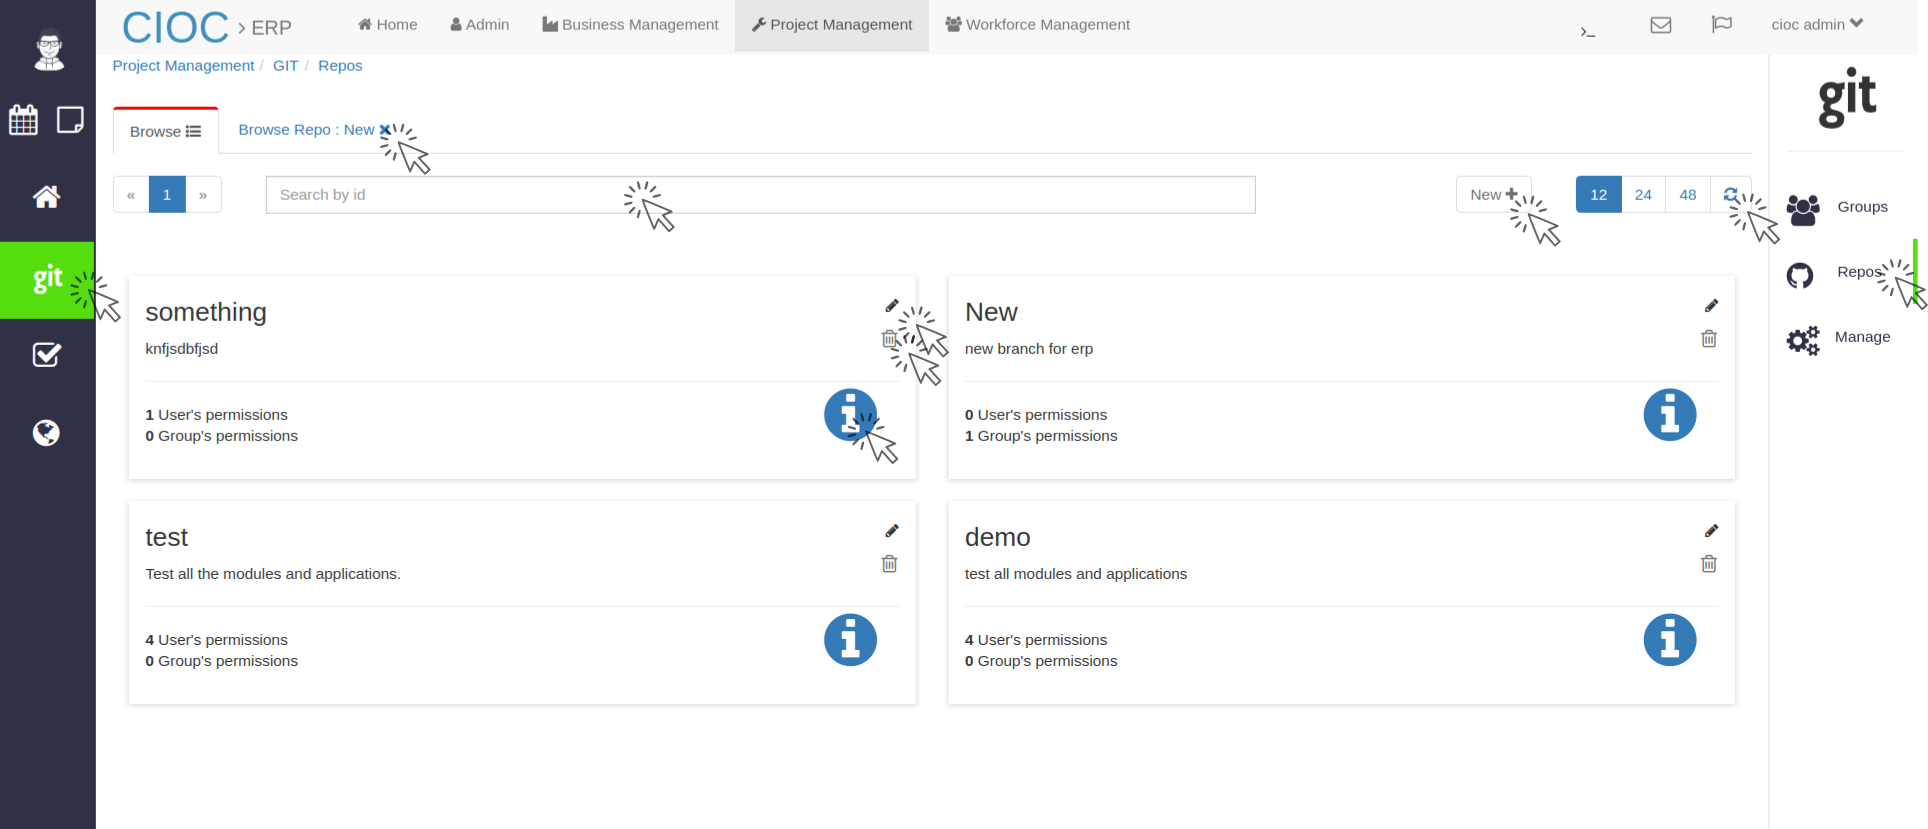 CIOC > ERP Home Admin Business Management Project Management Workforce Management >_ cioc admin
Project Management / GIT / Repos
git
Browse Browse Repo : New
« 1 » Search by id New 12 24 48
Groups
git
Repos
Manage
something
knfjsdbfjsd
1 User's permissions
0 Group's permissions
New
new branch for erp
0 User's permissions
1 Group's permissions
test
Test all the modules and applications.
4 User's permissions
0 Group's permissions
demo
test all modules and applications
4 User's permissions
0 Group's permissions